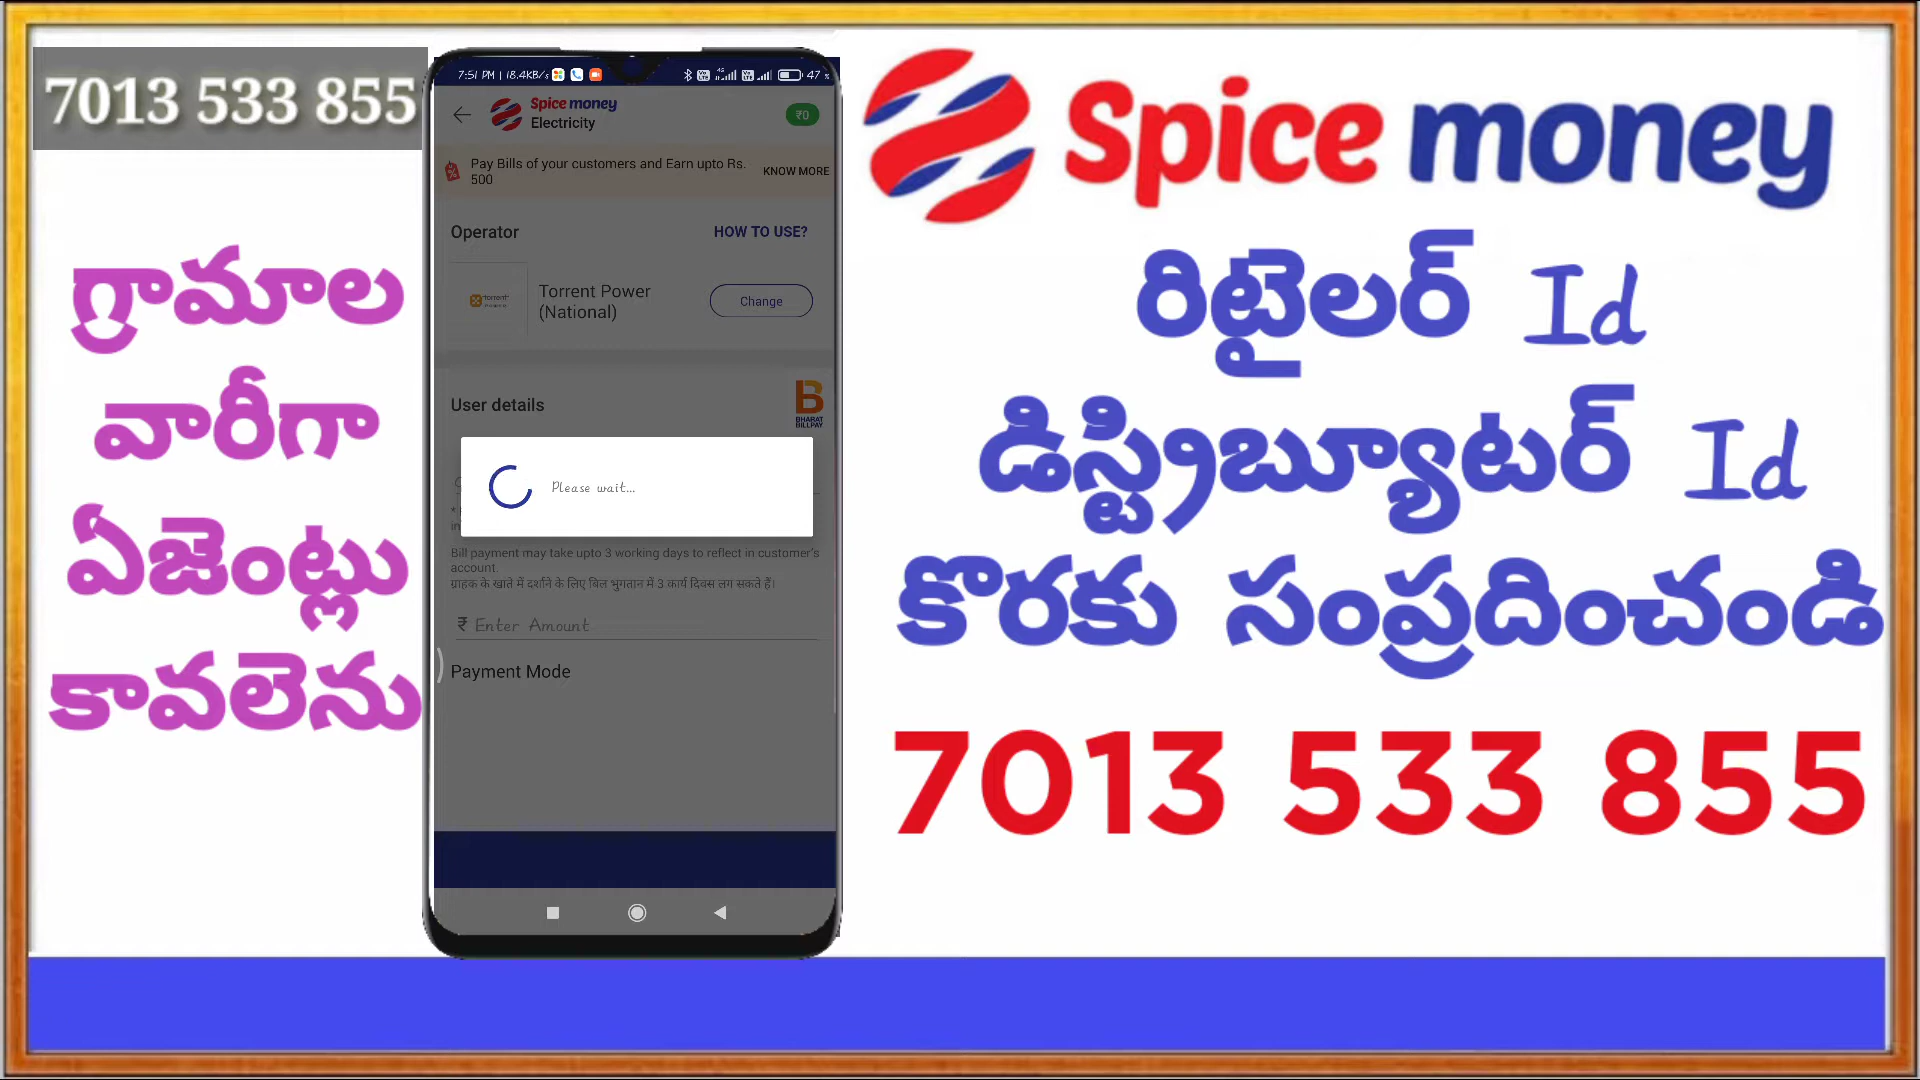 7013 533 855
గ్రామాల
వారీగా
ఏజెంట్లు
కావలెను
7:51 PM | 18.4KB/s 4G 47 %
Spice money
Electricity
₹0
Pay Bills of your customers and Earn upto Rs.
500
KNOW MORE
Operator
HOW TO USE?
torrent
Torrent Power
(National)
Change
User details
B
BHARAT
BILLPAY
Please wait...
Bill payment may take upto 3 working days to reflect in customer's
account.
ग्राहक के खाते में दर्शाने के लिए बिल भुगतान में 3 कार्य दिवस लग सकते हैं।
₹ Enter Amount
Payment Mode
Spice money
రిటైలర్ Id
డిస్ట్రిబ్యూటర్ Id
కొరకు సంప్రదించండి
7013 533 855